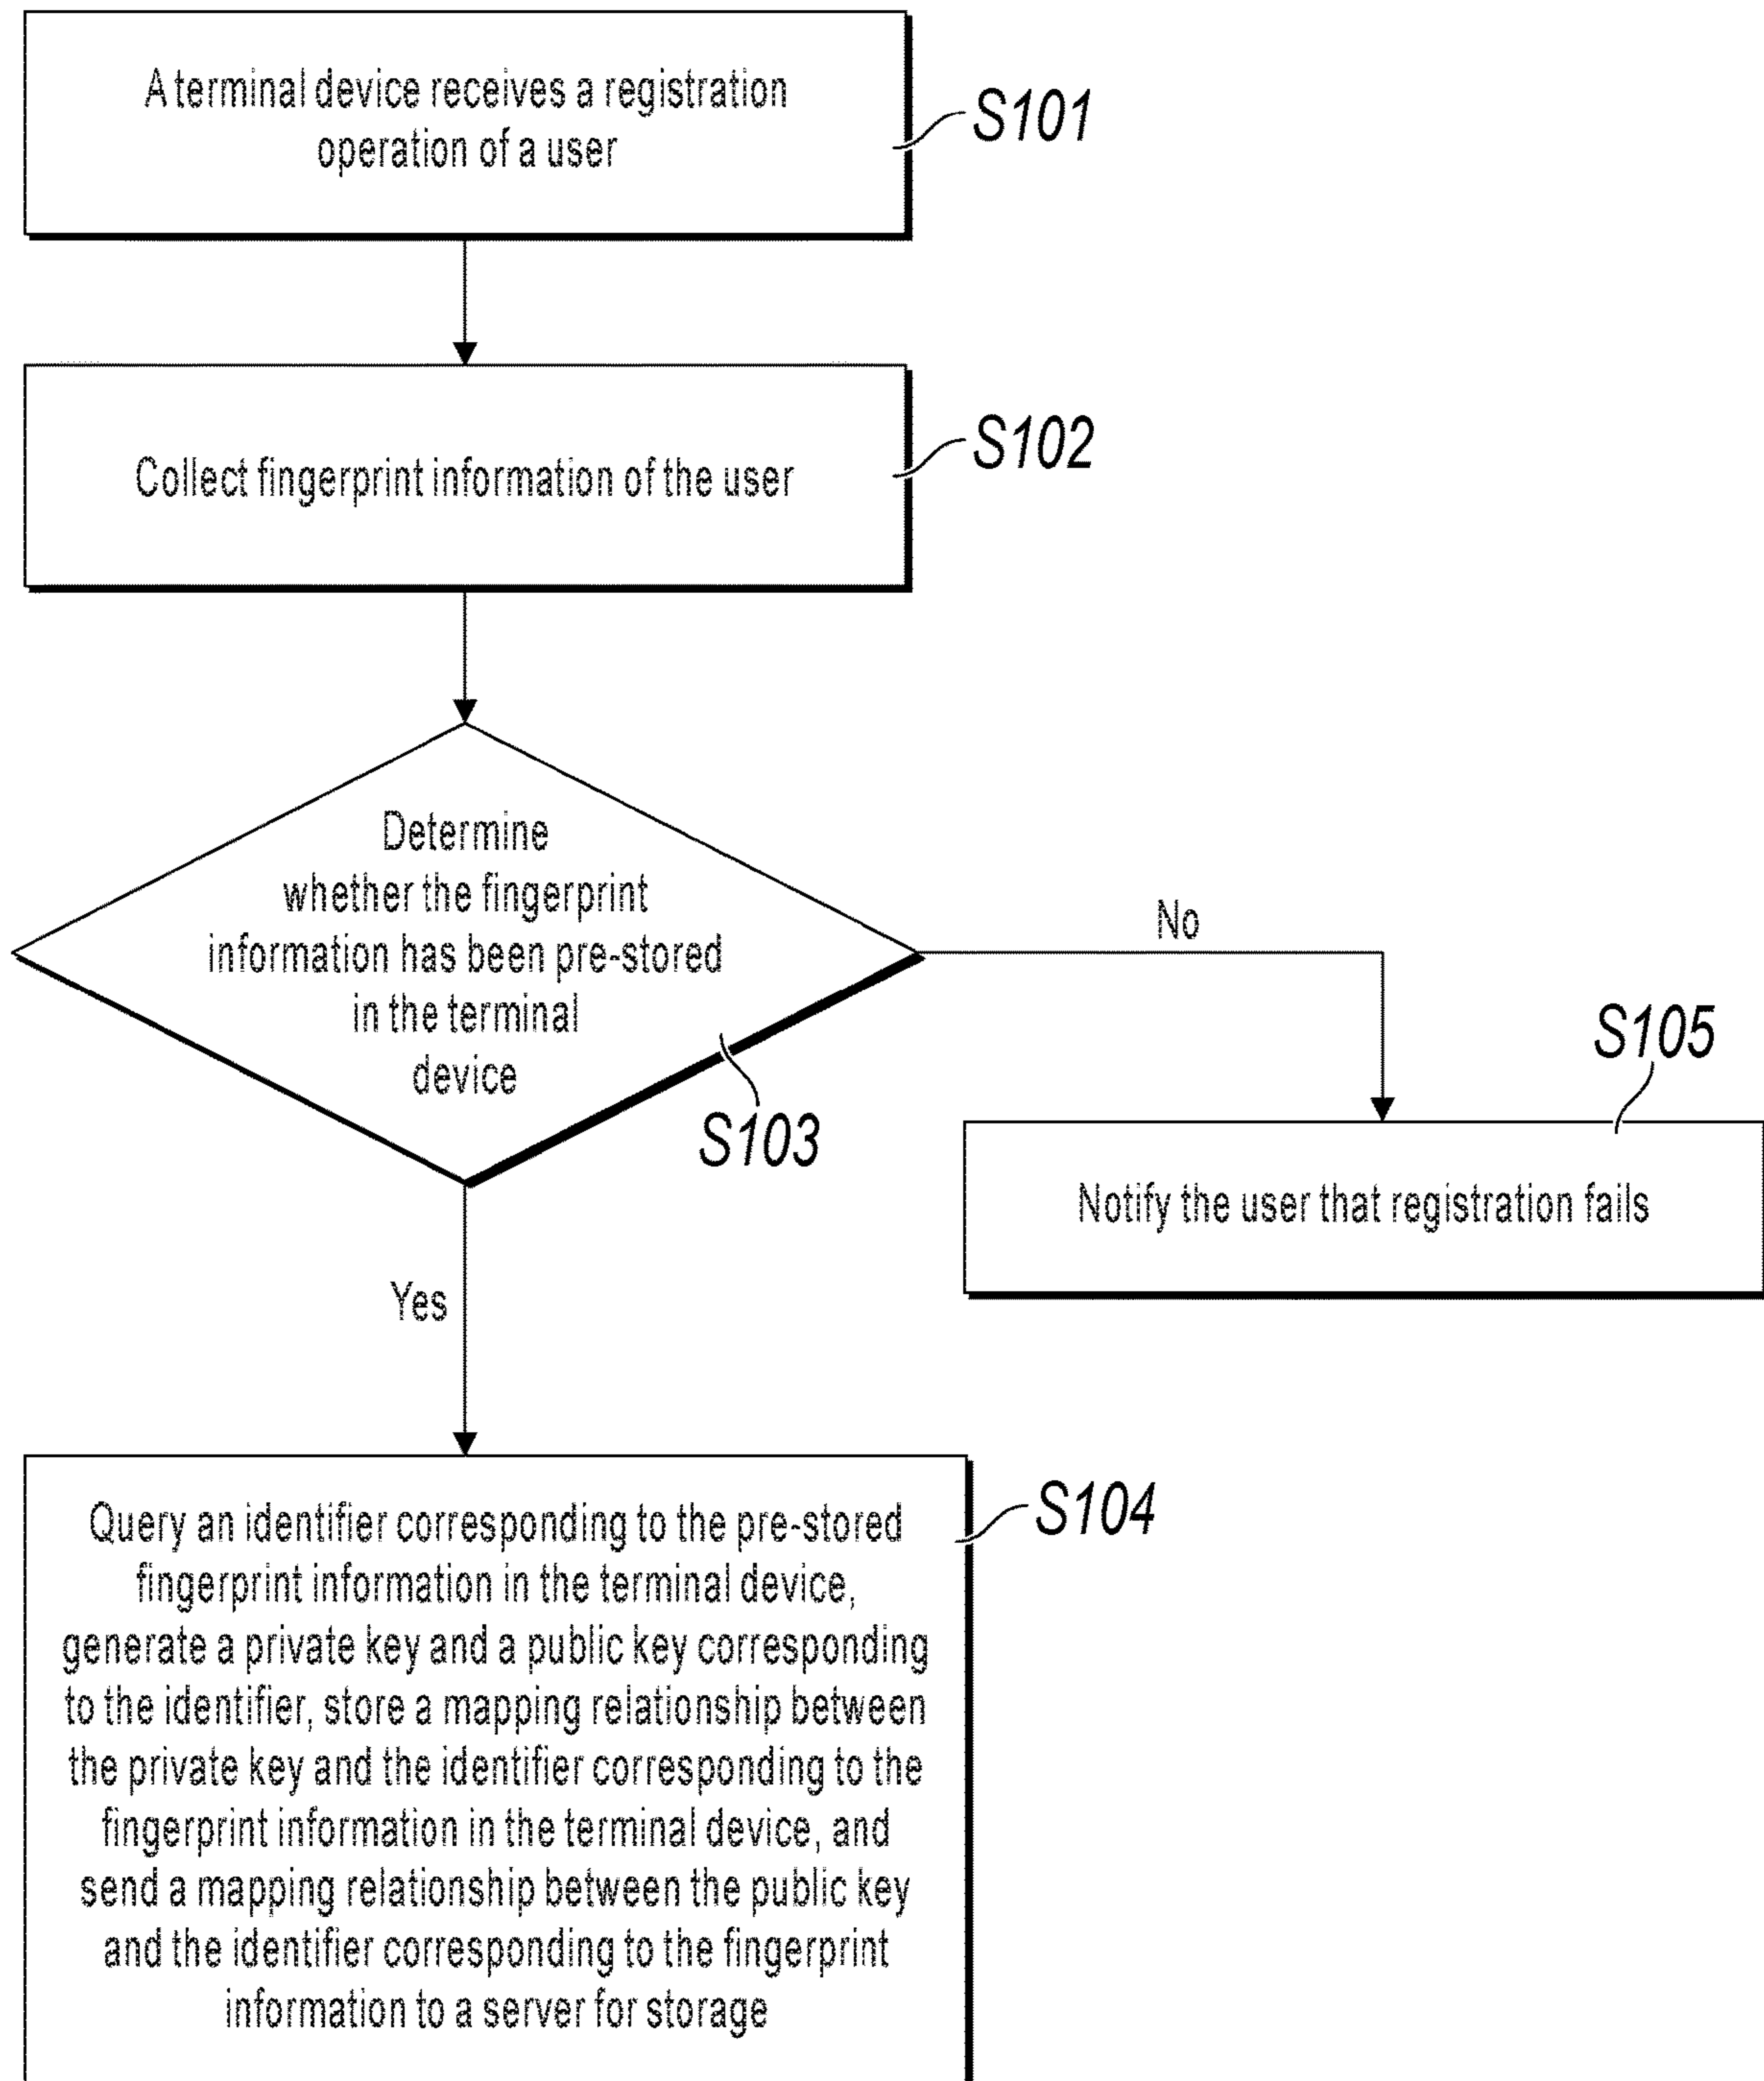 A terminal device receives a registration
operation of a user
S101
Collect fingerprint information of the user
S102
Determine
whether the fingerprint
information has been pre-stored
in the terminal
device
S103
No
S105
Notify the user that registration fails
Yes
Query an identifier corresponding to the pre-stored
fingerprint information in the terminal device,
generate a private key and a public key corresponding
to the identifier, store a mapping relationship between
the private key and the identifier corresponding to the
fingerprint information in the terminal device, and
send a mapping relationship between the public key
and the identifier corresponding to the fingerprint
information to a server for storage
S104